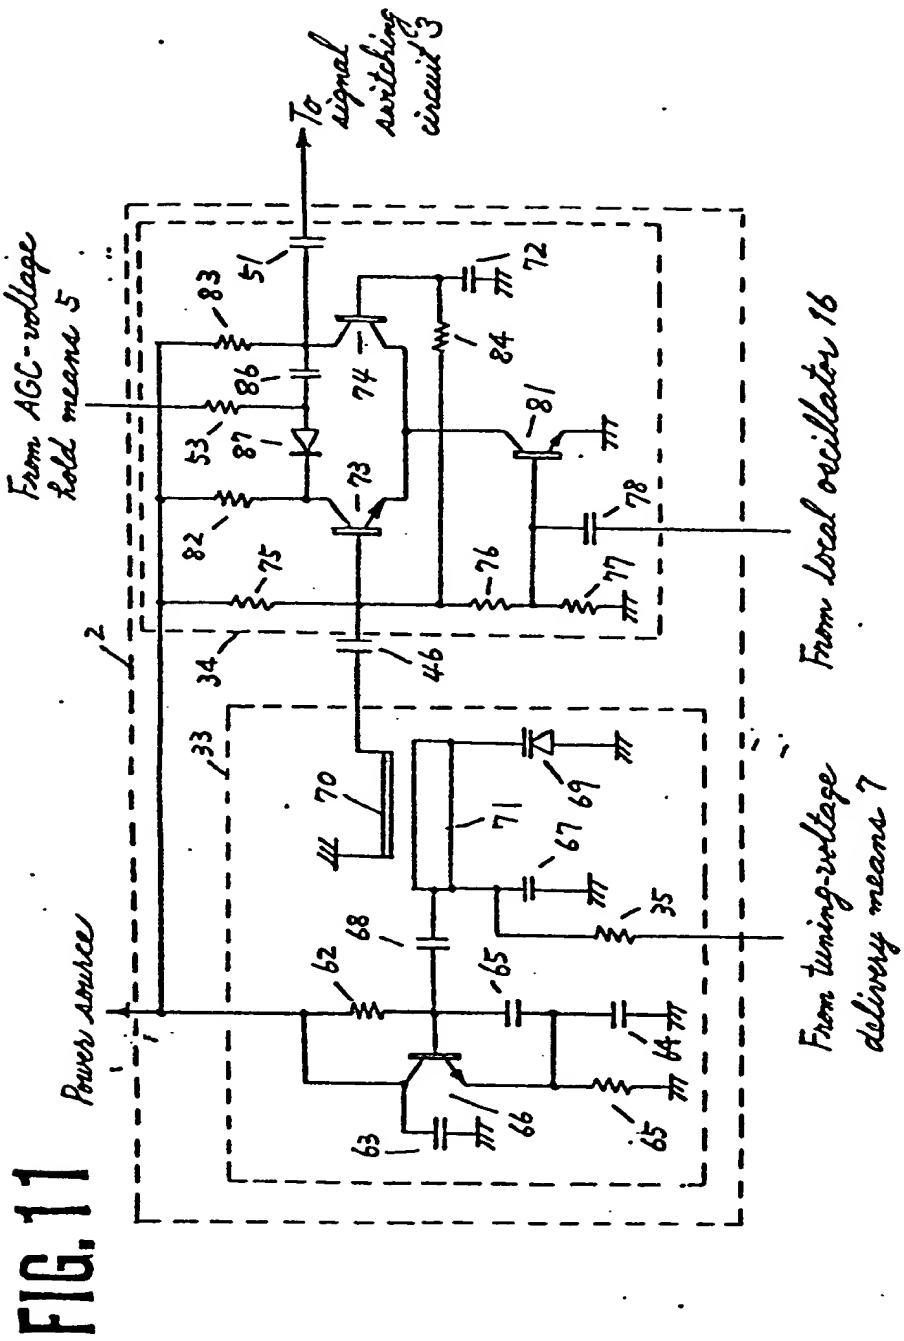 FIG.11
Power source
From AGC-voltage
hold means 5
To
signal
switching
circuit 3
2
33
34
82
53
87
86
83
51
75
73
74
46
76
77
78
81
84
72
70
71
62
68
65
63
66
65
64
67
69
35
From tuning-voltage
delivery means 7
From local oscillator 16